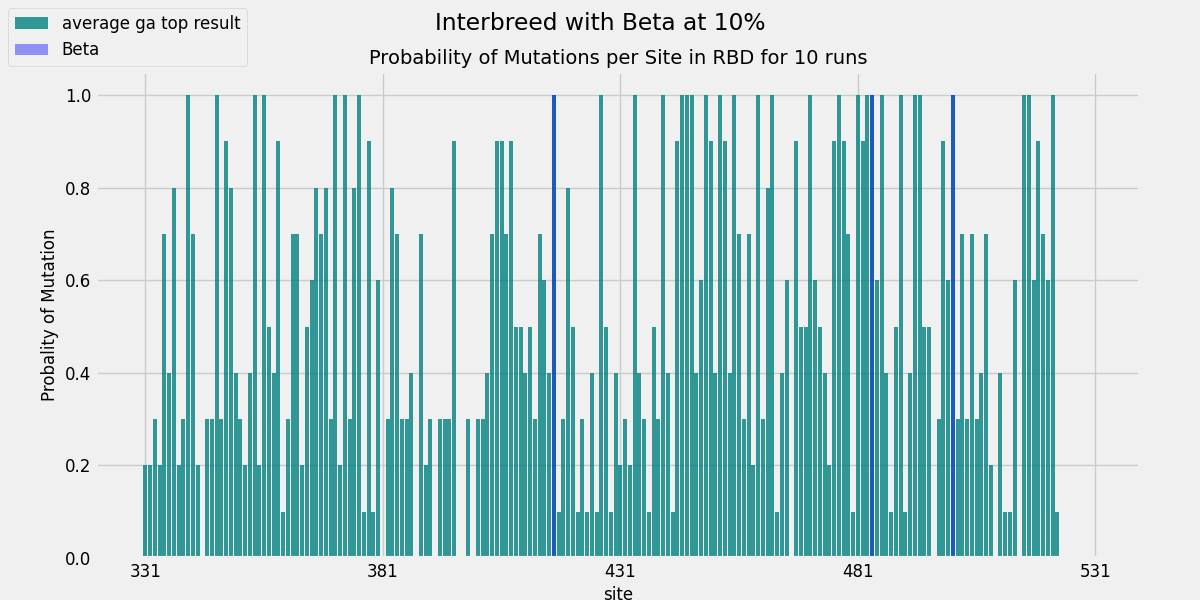 average ga top result
Beta
Interbreed with Beta at 10%
Probability of Mutations per Site in RBD for 10 runs
Probality of Mutation
1.0
0.8
0.6
0.4
0.2
0.0
331
381
431
481
531
site